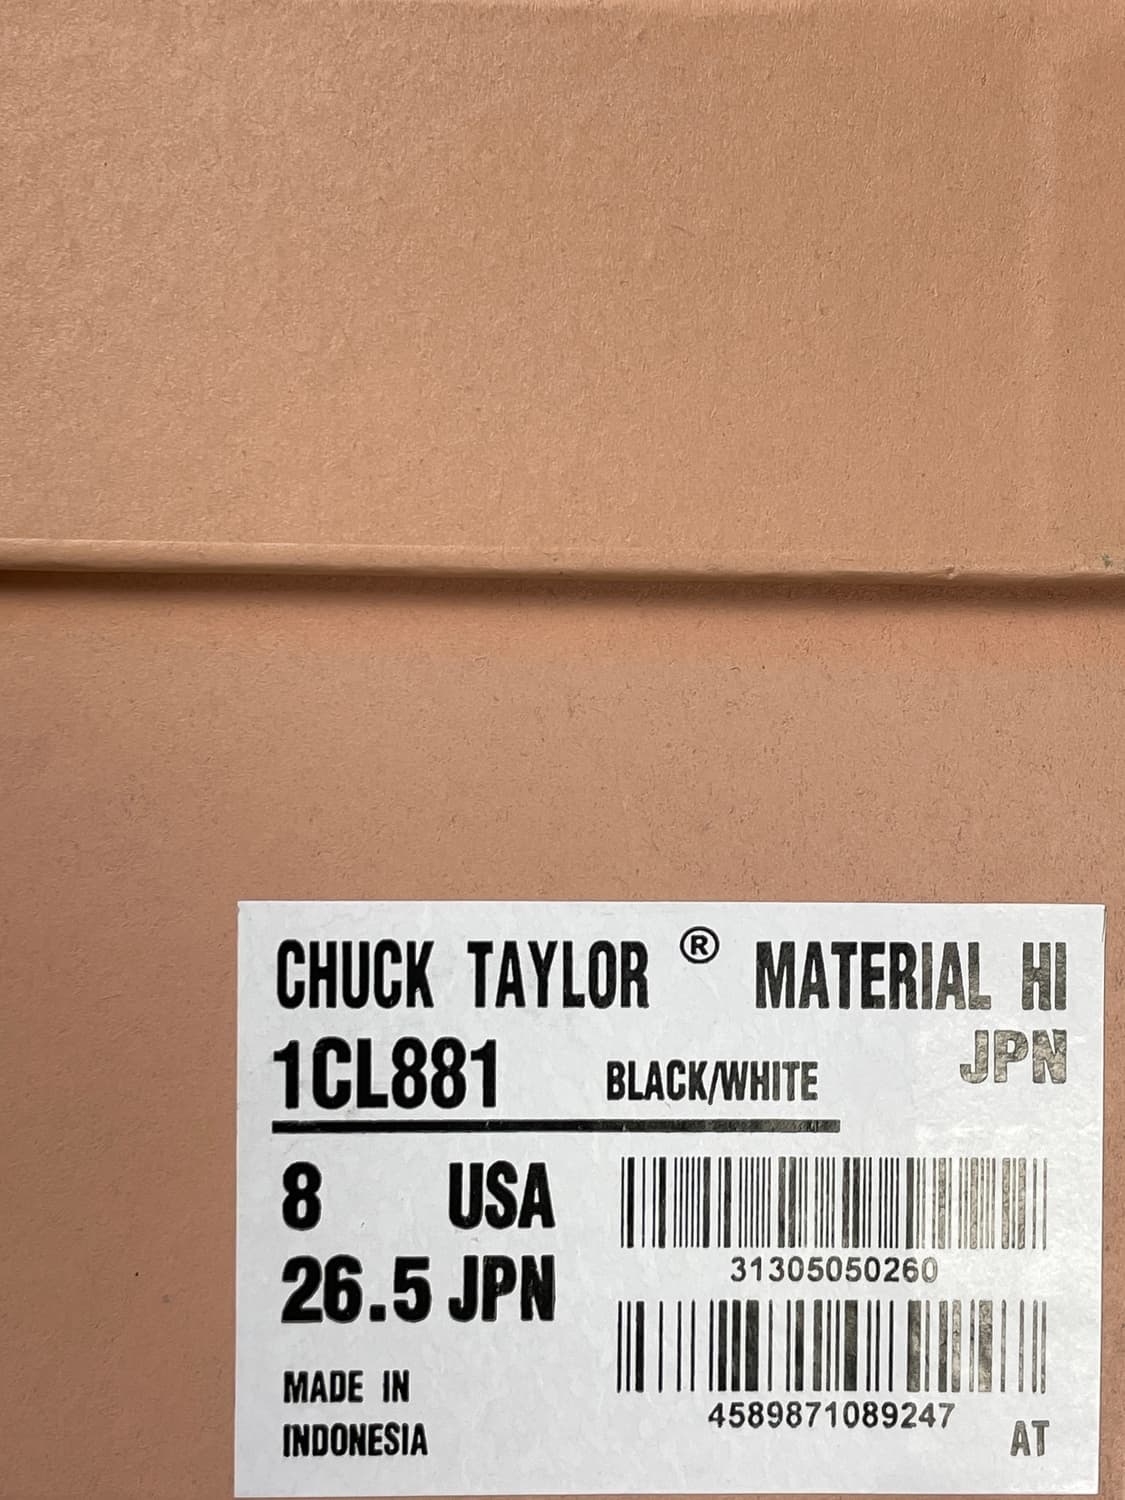 CHUCK TAYLOR ® MATERIAL HI
JPN
1CL881 BLACK/WHITE
8 USA
26.5 JPN
31305050260
4589871089247
MADE IN
INDONESIA
AT